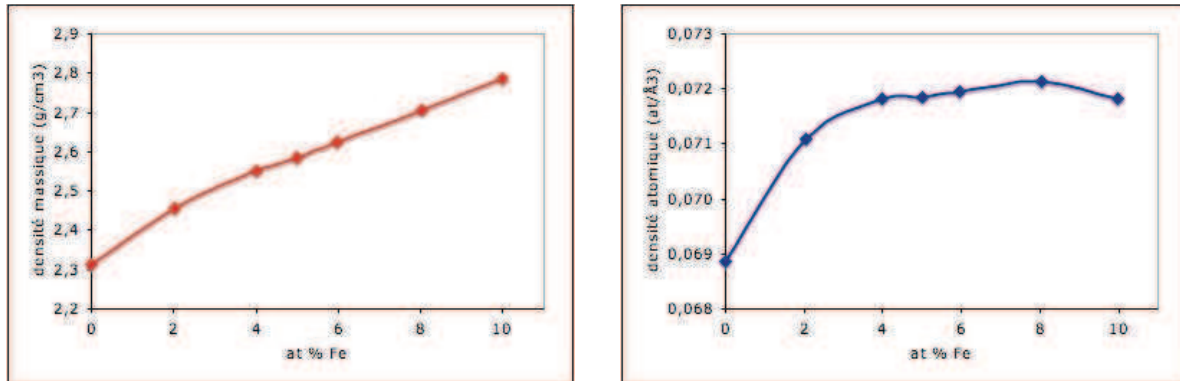 densité massique (g/cm3)
2,9
2,8
2,7
2,6
2,5
2,4
2,3
2,2
0 2 4 6 8 10
at % Fe
densité atomique (at/Å3)
0,073
0,072
0,071
0,070
0,069
0,068
0 2 4 6 8 10
at % Fe